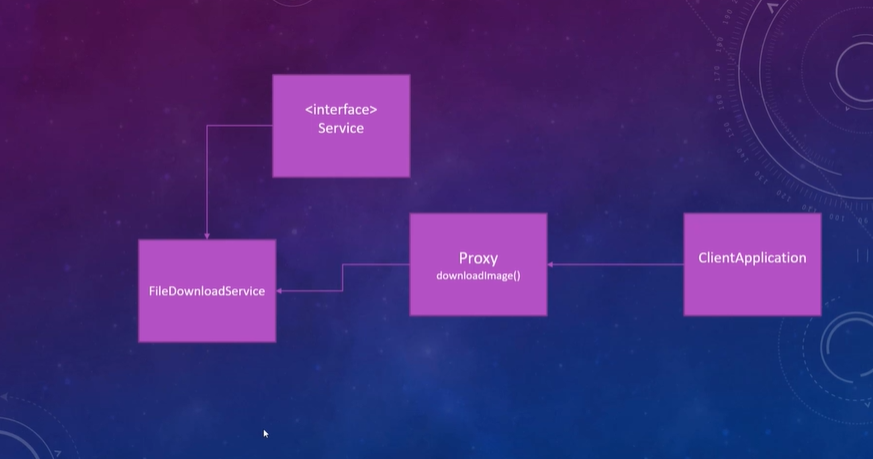 <interface>
Service
FileDownloadService
Proxy
downloadImage()
ClientApplication